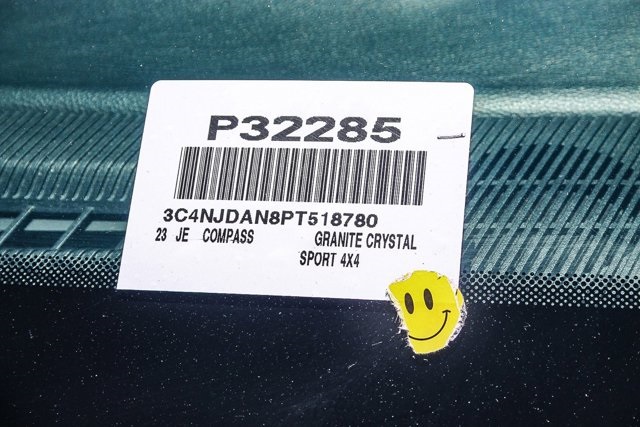 P32285
3C4NJDAN8PT518780
23 JE COMPASS GRANITE CRYSTAL
SPORT 4X4